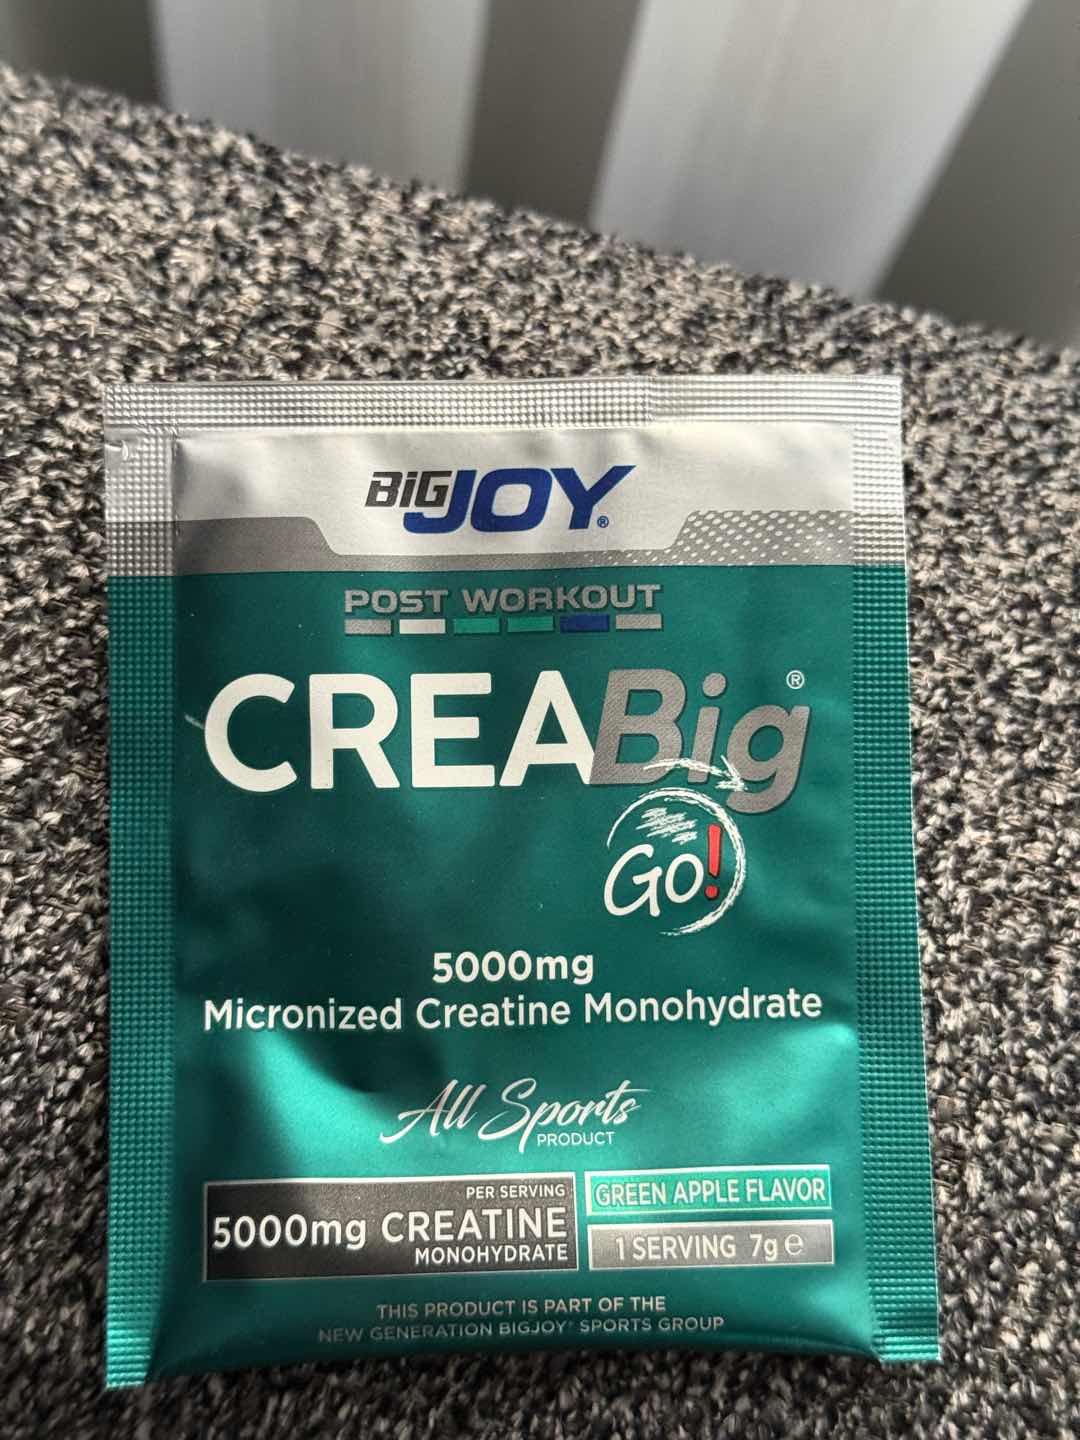 BiGJOY®
POST WORKOUT
CREABig®
Go!
5000mg
Micronized Creatine Monohydrate
All Sports
PRODUCT
PER SERVING
5000mg CREATINE
MONOHYDRATE
GREEN APPLE FLAVOR
1 SERVING 7g ℮
THIS PRODUCT IS PART OF THE
NEW GENERATION BIGJOY® SPORTS GROUP